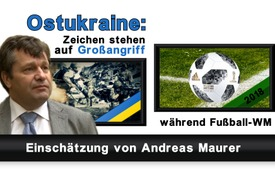 Ostukraine:
Zeichen stehen
auf Großangriff
2018
während Fußball-WM
Einschätzung von Andreas Maurer